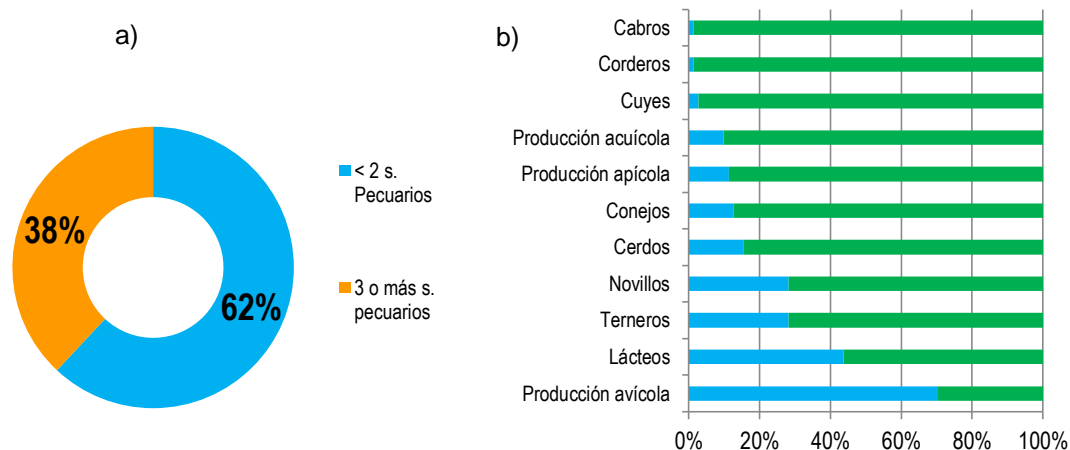 a)
38%
62%
< 2 s.
Pecuarios
3 o más s.
pecuarios
b)
Cabros
Corderos
Cuyes
Producción acuícola
Producción apícola
Conejos
Cerdos
Novillos
Terneros
Lácteos
Producción avícola
0% 20% 40% 60% 80% 100%